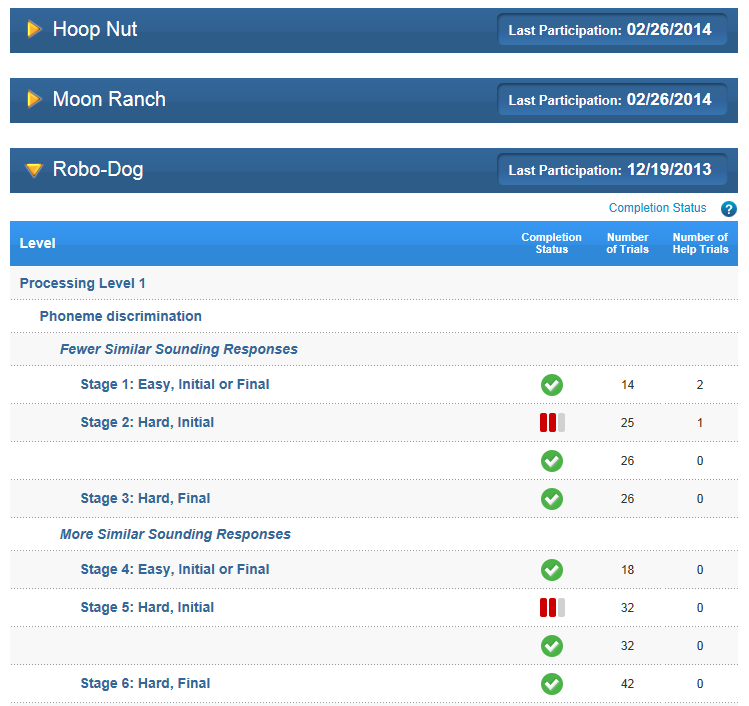 Hoop Nut Last Participation: 02/26/2014
Moon Ranch Last Participation: 02/26/2014
Robo-Dog Last Participation: 12/19/2013
Completion Status ?
Level Completion Status Number of Trials Number of Help Trials
Processing Level 1
Phoneme discrimination
Fewer Similar Sounding Responses
Stage 1: Easy, Initial or Final 14 2
Stage 2: Hard, Initial 25 1
26 0
Stage 3: Hard, Final 26 0
More Similar Sounding Responses
Stage 4: Easy, Initial or Final 18 0
Stage 5: Hard, Initial 32 0
32 0
Stage 6: Hard, Final 42 0